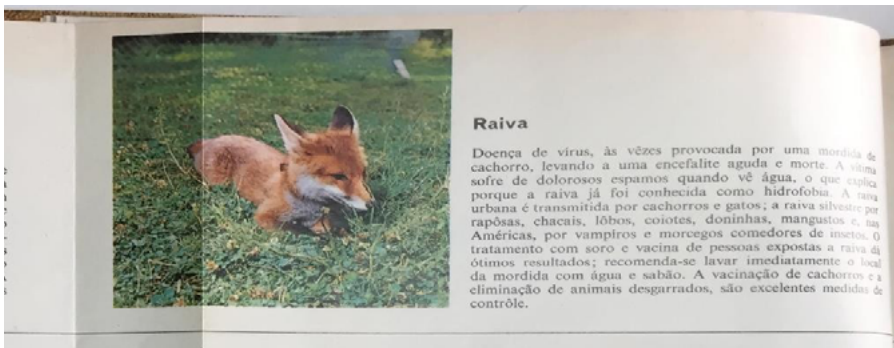 Raiva
Doença de vírus, às vêzes provocada por uma mordida de
cachorro, levando a uma encefalite aguda e morte. A vítima
sofre de dolorosos espamos quando vê água, o que explica
porque a raiva já foi conhecida como hidrofobia. A raiva
urbana é transmitida por cachorros e gatos; a raiva silvestre por
rapôsas, chacais, lôbos, coiotes, doninhas, mangustos e, nas
Américas, por vampiros e morcegos comedores de insetos. O
tratamento com soro e vacina de pessoas expostas a raiva dá
ótimos resultados; recomenda-se lavar imediatamente o local
da mordida com água e sabão. A vacinação de cachorros e a
eliminação de animais desgarrados, são excelentes medidas de
contrôle.